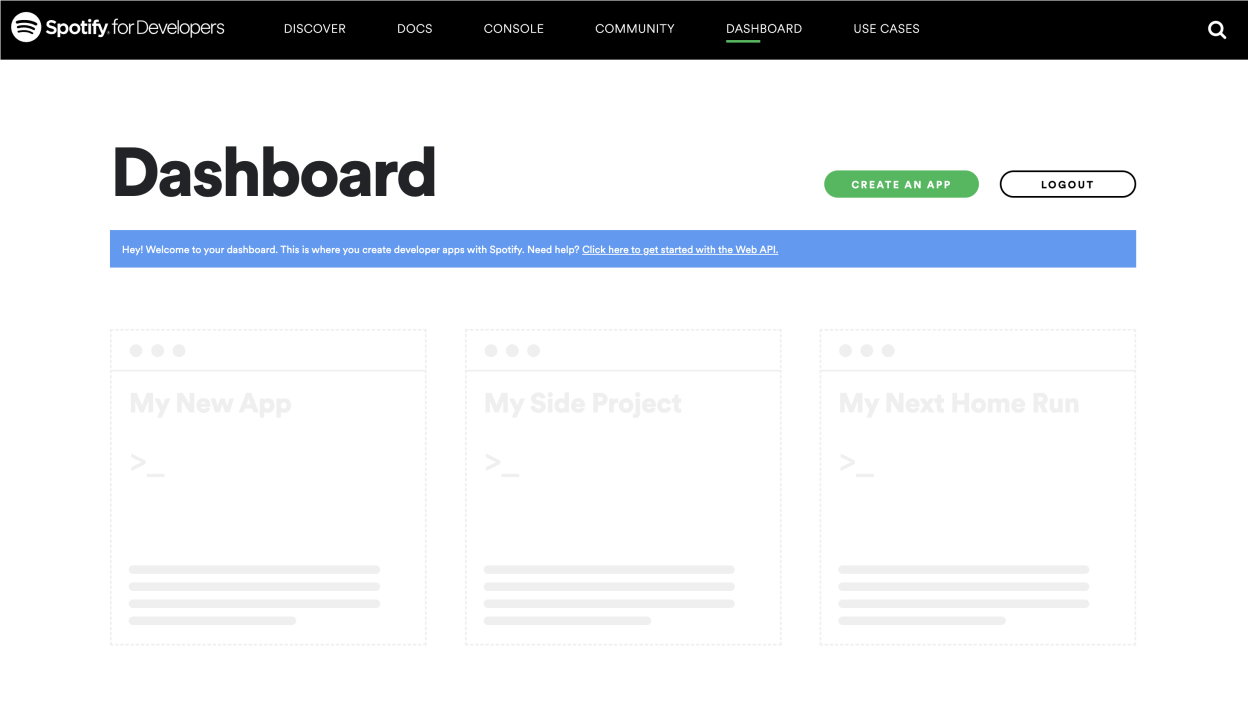 Spotify for Developers DISCOVER DOCS CONSOLE COMMUNITY DASHBOARD USE CASES
Dashboard
CREATE AN APP LOGOUT
Hey! Welcome to your dashboard. This is where you create developer apps with Spotify. Need help? Click here to get started with the Web API.
My New App My Side Project My Next Home Run
>_ >_ >_